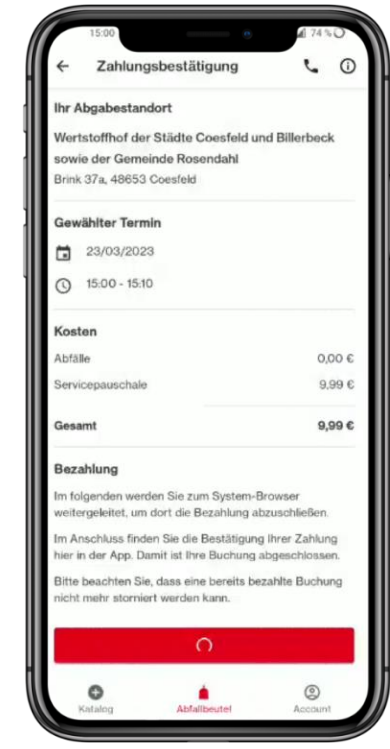 15:00
74 %
Zahlungsbestätigung
Ihr Abgabestandort
Wertstoffhof der Städte Coesfeld und Billerbeck
sowie der Gemeinde Rosendahl
Brink 37a, 48653 Coesfeld
Gewählter Termin
23/03/2023
15:00 - 15:10
Kosten
Abfälle 0,00 €
Servicepauschale 9,99 €
Gesamt 9,99 €
Bezahlung
Im folgenden werden Sie zum System-Browser
weitergeleitet, um dort die Bezahlung abzuschließen.
Im Anschluss finden Sie die Bestätigung Ihrer Zahlung
hier in der App. Damit ist Ihre Buchung abgeschlossen.
Bitte beachten Sie, dass eine bereits bezahlte Buchung
nicht mehr storniert werden kann.
Katalog Abfallbeutel Account